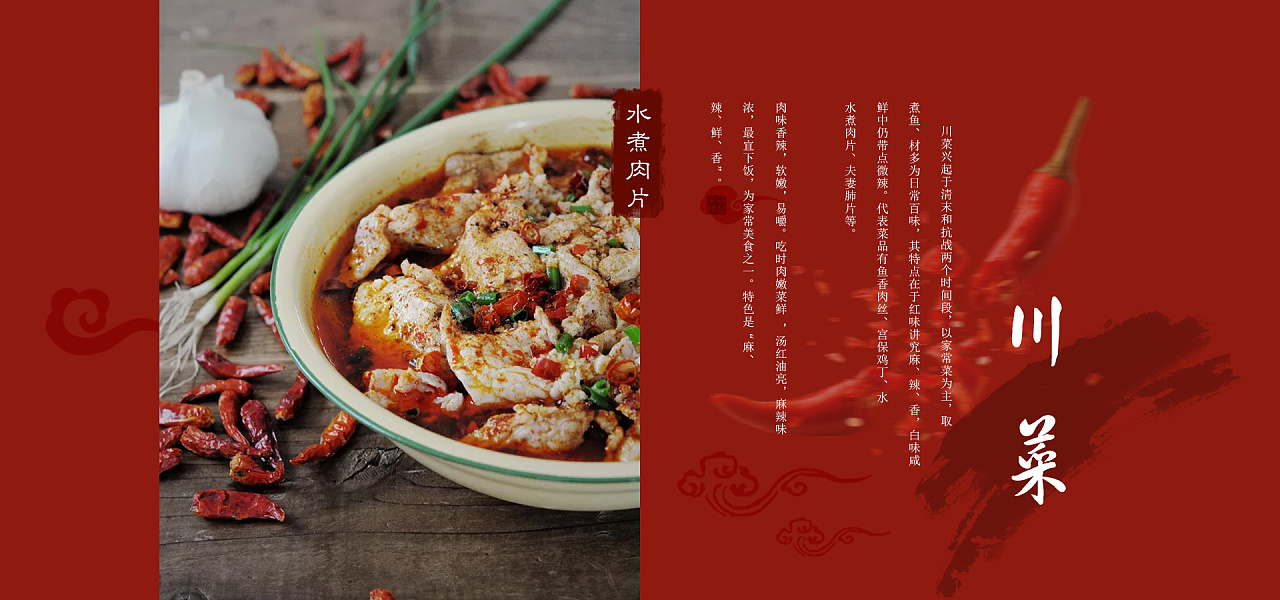 川菜
川菜兴起于清末和抗战两个时间段，以家常菜为主，取
煮鱼、材多为日常百味，其特点在于红味讲究麻、辣、香，白味咸
鲜中仍带点微辣。代表菜品有鱼香肉丝、宫保鸡丁、水
水煮肉片、夫妻肺片等。
肉味香辣，软嫩，易嚼。吃时肉嫩菜鲜，汤红油亮，麻辣味
浓，最宜下饭，为家常美食之一。特色是“麻、
辣、鲜、香”。
水煮肉片